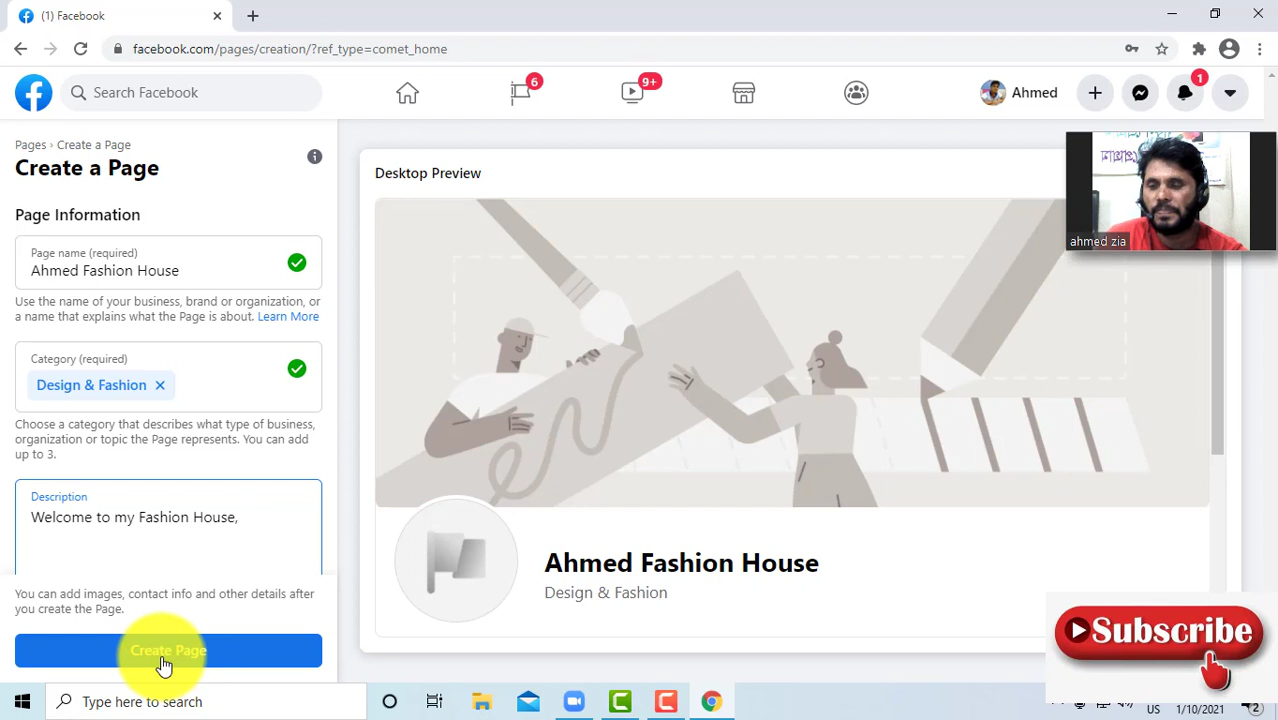 (1) Facebook
facebook.com/pages/creation/?ref_type=comet_home
Search Facebook
6
9+
Ahmed
1
Pages › Create a Page
Create a Page
Page Information
Page name (required)
Ahmed Fashion House
Use the name of your business, brand or organization, or
a name that explains what the Page is about. Learn More
Category (required)
Design & Fashion
Choose a category that describes what type of business,
organization or topic the Page represents. You can add
up to 3.
Description
Welcome to my Fashion House,
You can add images, contact info and other details after
you create the Page.
Create Page
Desktop Preview
Ahmed Fashion House
Design & Fashion
ahmed zia
Subscribe
Type here to search
US
1/10/2021
2